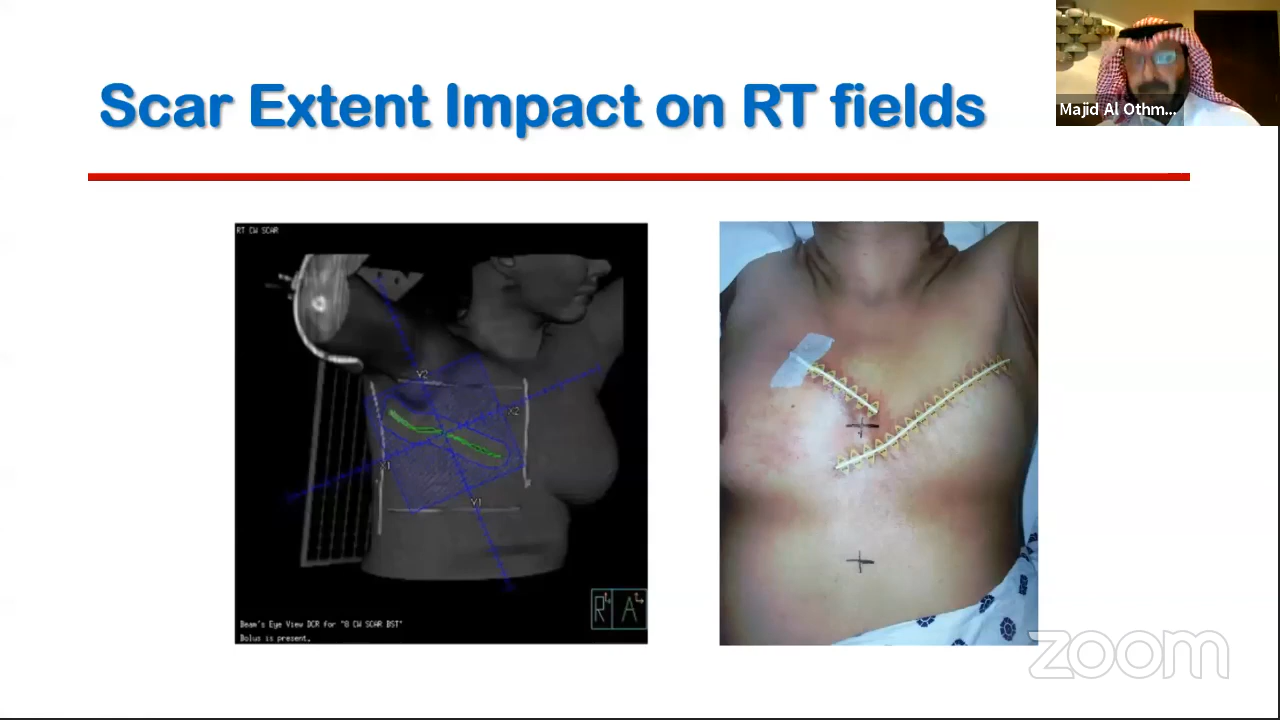 Scar Extent Impact on RT fields
Majid Al Othm...
RT CW SCAR
Y2
X2
X1
Y1
R
A
Beam's Eye View DCR for "8 CW SCAR BST"
Bolus is present.
zoom